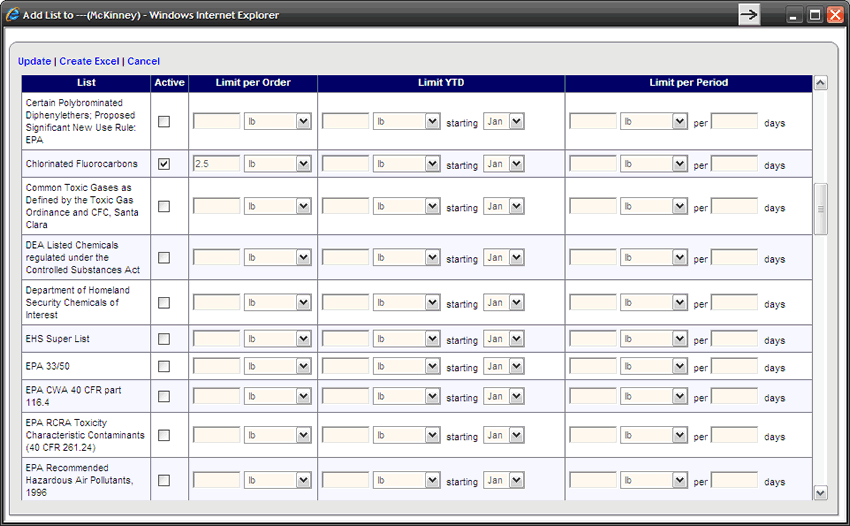 Add List to ---(McKinney) - Windows Internet Explorer
Update | Create Excel | Cancel
List Active Limit per Order Limit YTD Limit per Period
Certain Polybrominated
Diphenylethers; Proposed
Significant New Use Rule:
EPA
lb lb starting Jan lb per days
Chlorinated Fluorocarbons 2.5 lb lb starting Jan lb per days
Common Toxic Gases as
Defined by the Toxic Gas
Ordinance and CFC, Santa
Clara
lb lb starting Jan lb per days
DEA Listed Chemicals
regulated under the
Controlled Substances Act
lb lb starting Jan lb per days
Department of Homeland
Security Chemicals of
Interest
lb lb starting Jan lb per days
EHS Super List lb lb starting Jan lb per days
EPA 33/50 lb lb starting Jan lb per days
EPA CWA 40 CFR part
116.4
lb lb starting Jan lb per days
EPA RCRA Toxicity
Characteristic Contaminants
(40 CFR 261.24)
lb lb starting Jan lb per days
EPA Recommended
Hazardous Air Pollutants,
1996
lb lb starting Jan lb per days